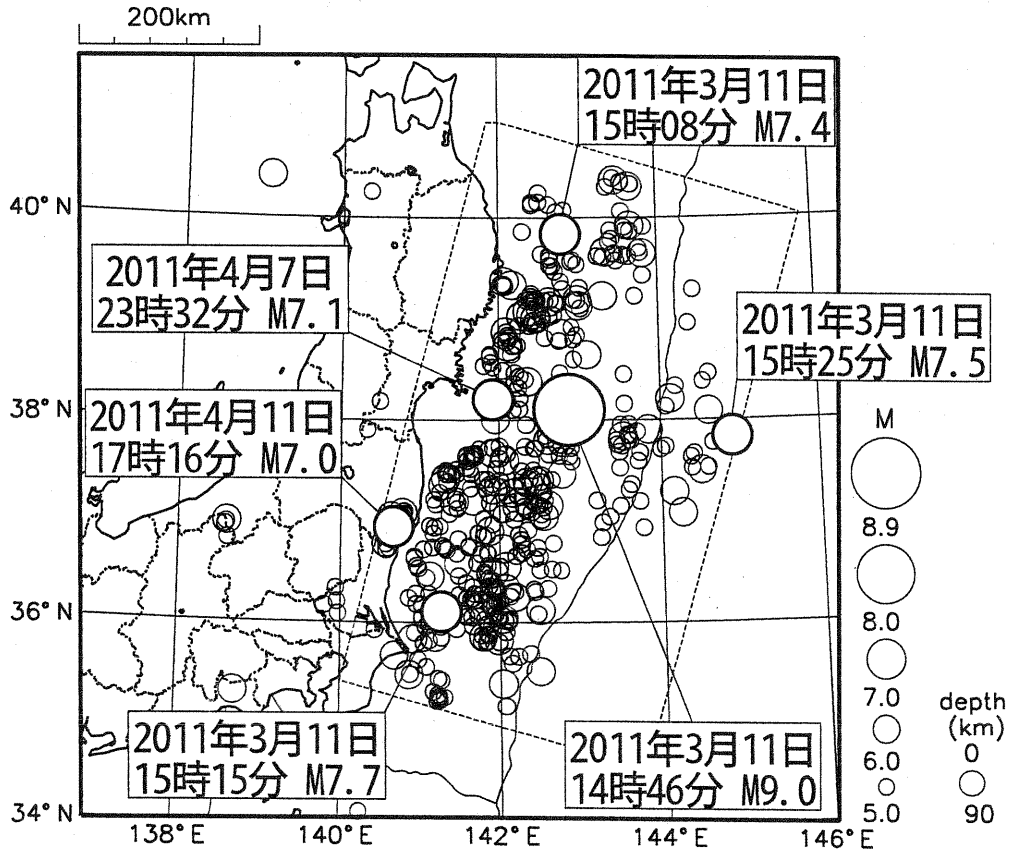 200km
2011年3月11日
15時08分 M7.4
40°N
2011年4月7日
23時32分 M7.1
2011年3月11日
15時25分 M7.5
38°N
2011年4月11日
17時16分 M7.0
M
8.9
8.0
7.0
6.0
5.0
36°N
depth
(km)
0
90
2011年3月11日
15時15分 M7.7
2011年3月11日
14時46分 M9.0
34°N
138°E
140°E
142°E
144°E
146°E